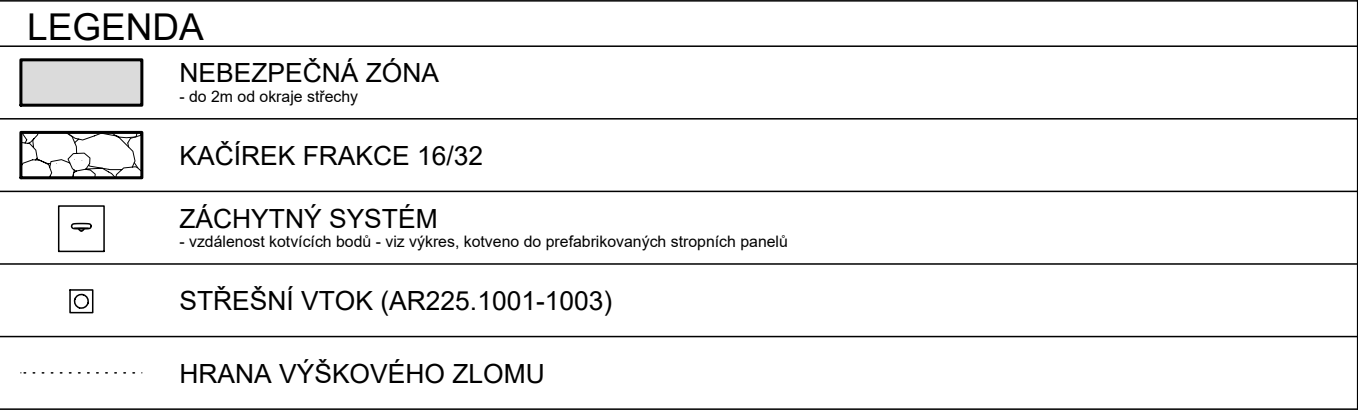 LEGENDA
NEBEZPEČNÁ ZÓNA
- do 2m od okraje střechy
KAČÍREK FRAKCE 16/32
ZÁCHYTNÝ SYSTÉM
- vzdálenost kotvících bodů - viz výkres, kotveno do prefabrikovaných stropních panelů
STŘEŠNÍ VTOK (AR225.1001-1003)
HRANA VÝŠKOVÉHO ZLOMU